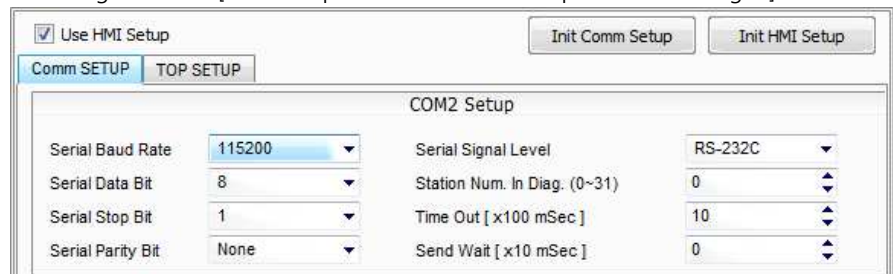 Use HMI Setup
Init Comm Setup
Init HMI Setup
Comm SETUP
TOP SETUP
COM2 Setup
Serial Baud Rate 115200 Serial Signal Level RS-232C
Serial Data Bit 8 Station Num. In Diag. (0~31) 0
Serial Stop Bit 1 Time Out [ x100 mSec ] 10
Serial Parity Bit None Send Wait [ x10 mSec ] 0